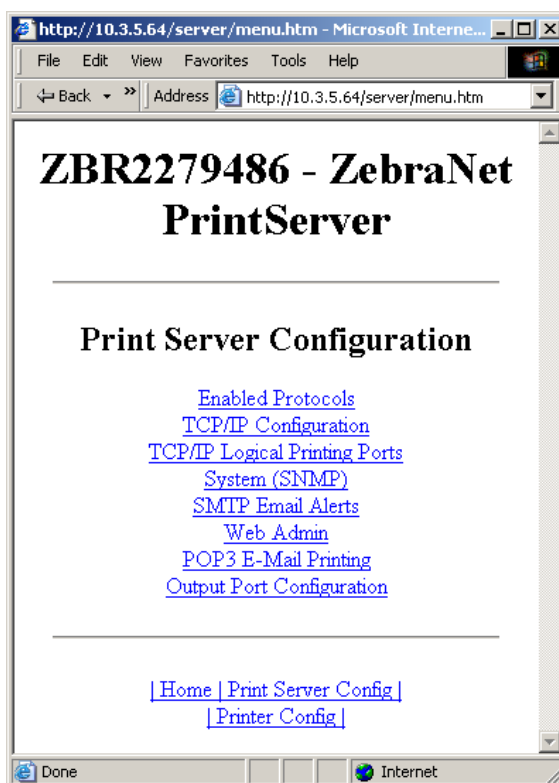 http://10.3.5.64/server/menu.htm - Microsoft Interne...
File Edit View Favorites Tools Help
Back » Address http://10.3.5.64/server/menu.htm
ZBR2279486 - ZebraNet
PrintServer
Print Server Configuration
Enabled Protocols
TCP/IP Configuration
TCP/IP Logical Printing Ports
System (SNMP)
SMTP Email Alerts
Web Admin
POP3 E-Mail Printing
Output Port Configuration
| Home | Print Server Config |
| Printer Config |
Done Internet